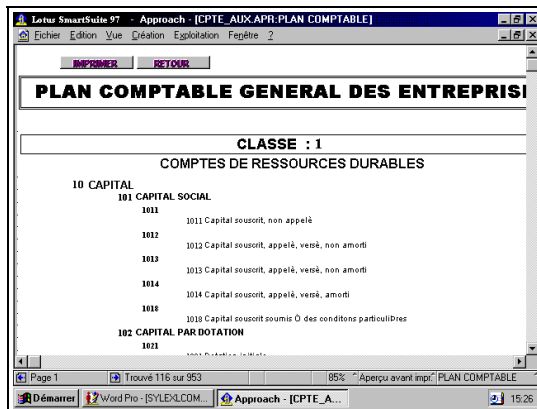 Lotus SmartSuite 97 - Approach - [CPTE_AUX.APR:PLAN COMPTABLE]
Fichier Edition Vue Création Exploitation Fenêtre ?
IMPRIMER RETOUR
PLAN COMPTABLE GENERAL DES ENTREPRIS
CLASSE : 1
COMPTES DE RESSOURCES DURABLES
10 CAPITAL
101 CAPITAL SOCIAL
1011
1011 Capital souscrit, non appelè
1012
1012 Capital souscrit, appelè, versè, non amorti
1013
1013 Capital souscrit, appelè, versè, non amorti
1014
1014 Capital souscrit, appelè, versè, amorti
1018
1018 Capital souscrit soumis Ò des conditons particuliÞres
102 CAPITAL PAR DOTATION
1021
1021 Dotation initiale
Page 1 Trouvé 116 sur 953 85% Aperçu avant impr. PLAN COMPTABLE
Démarrer Word Pro - [SYLEXLCOM... Approach - [CPTE_A... 15:26